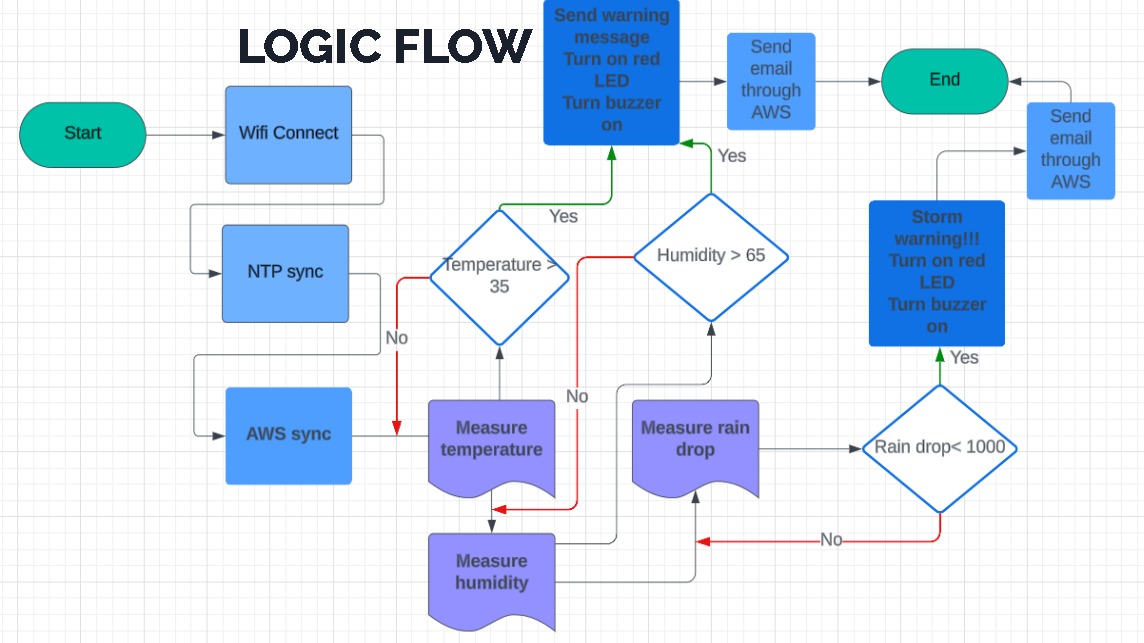 LOGIC FLOW
Start
Wifi Connect
NTP sync
AWS sync
Send warning
message
Turn on red
LED
Turn buzzer
on
Send
email
through
AWS
End
Send
email
through
AWS
Yes
Yes
Temperature >
35
Humidity > 65
No
No
Measure
temperature
Measure
humidity
Measure rain
drop
Storm
warning!!!
Turn on red
LED
Turn buzzer
on
Yes
Rain drop< 1000
No